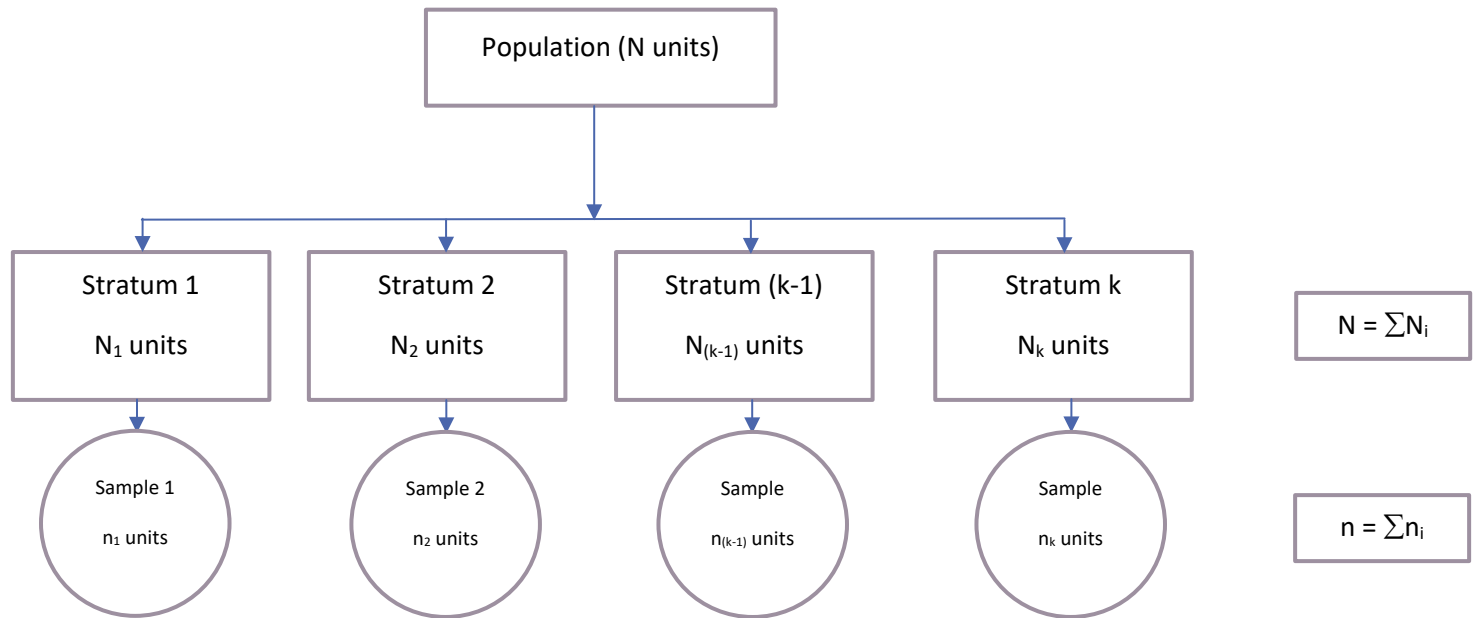 Population (N units)
Stratum 1
N₁ units
Stratum 2
N₂ units
Stratum (k-1)
N₍ₖ₋₁₎ units
Stratum k
Nₖ units
N = ∑Nᵢ
Sample 1
n₁ units
Sample 2
n₂ units
Sample
n₍ₖ₋₁₎ units
Sample
nₖ units
n = ∑nᵢ